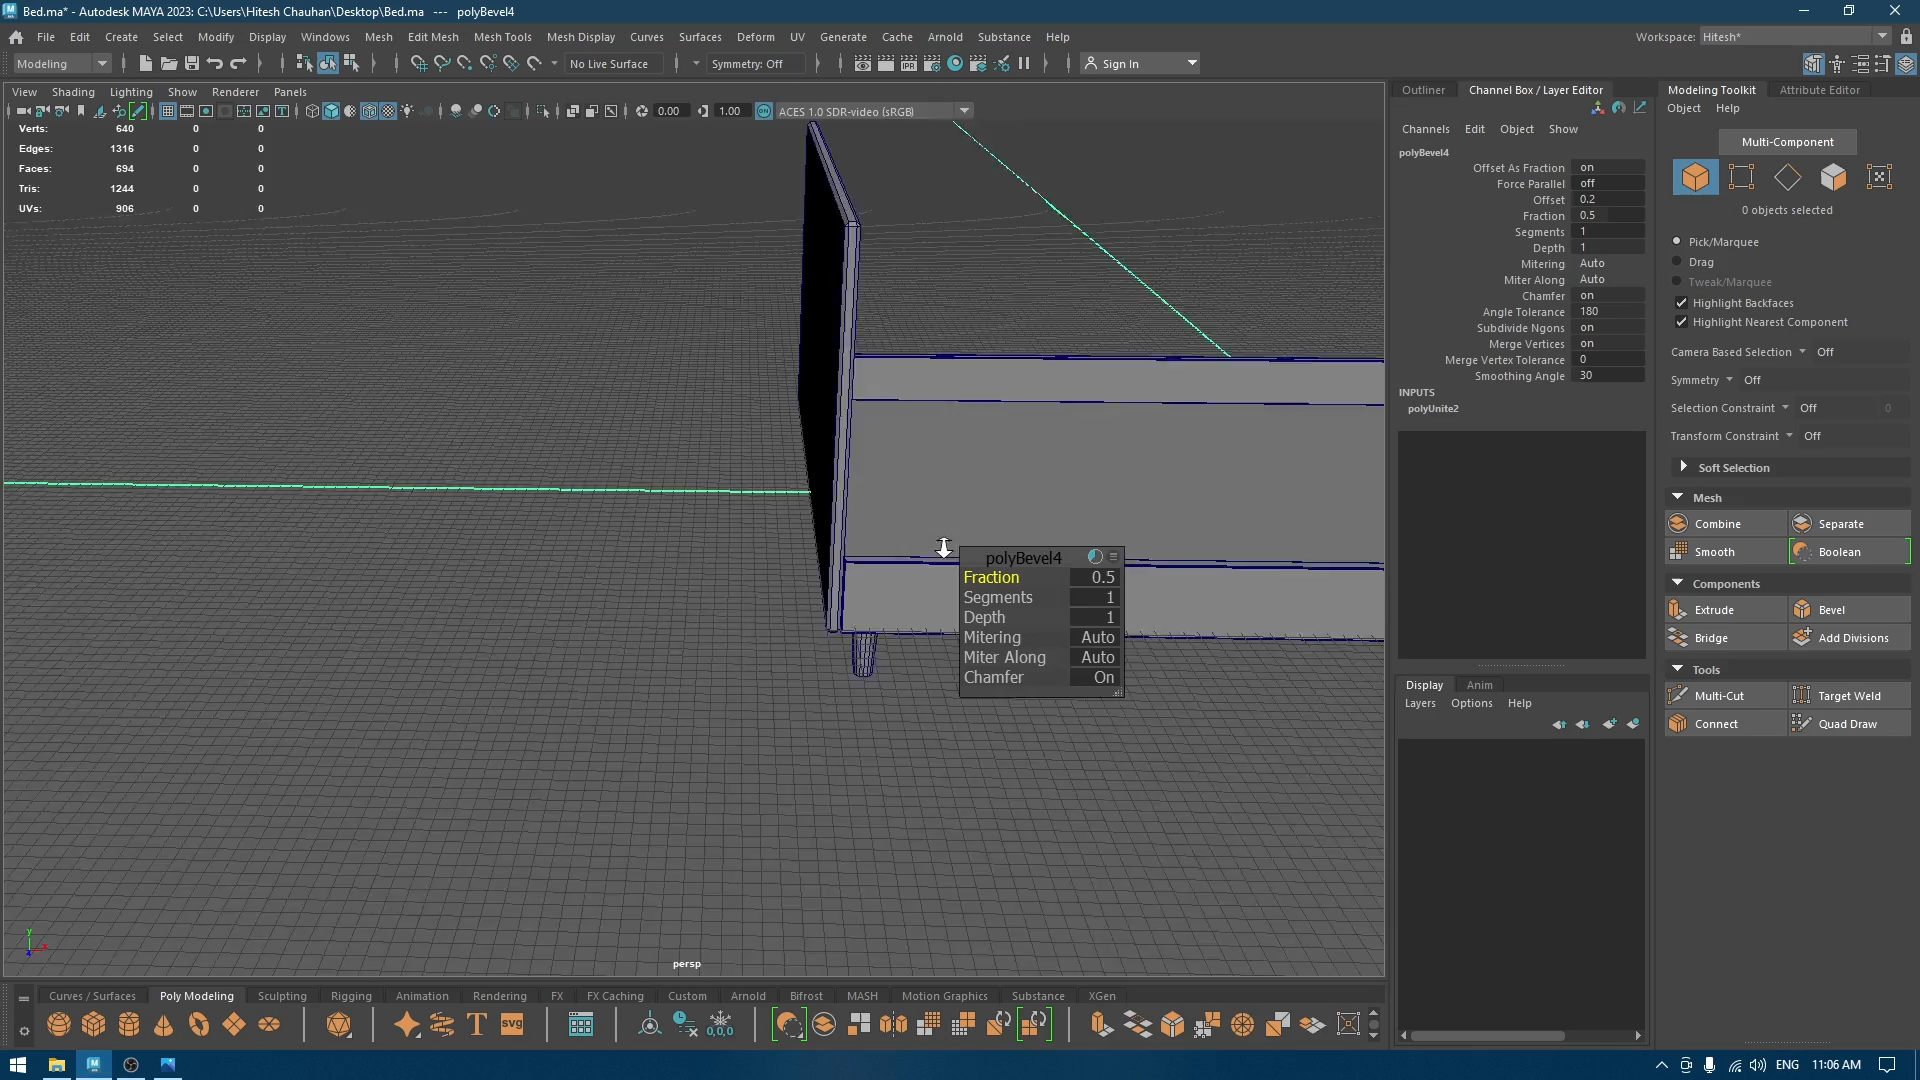 Bed.ma* - Autodesk MAYA 2023: C:\Users\Hitesh Chauhan\Desktop\Bed.ma --- polyBevel4
File Edit Create Select Modify Display Windows Mesh Edit Mesh Mesh Tools Mesh Display Curves Surfaces Deform UV Generate Cache Arnold Substance Help
Workspace: Hitesh*
Modeling
No Live Surface
Symmetry: Off
Sign In
View Shading Lighting Show Renderer Panels
0.00
1.00
ACES 1.0 SDR-video (sRGB)
Verts: 640 0 0
Edges: 1316 0 0
Faces: 694 0 0
Tris: 1244 0 0
UVs: 906 0 0
polyBevel4
Fraction 0.5
Segments 1
Depth 1
Mitering Auto
Miter Along Auto
Chamfer On
persp
Outliner Channel Box / Layer Editor
Channels Edit Object Show
polyBevel4
Offset As Fraction on
Force Parallel off
Offset 0.2
Fraction 0.5
Segments 1
Depth 1
Mitering Auto
Miter Along Auto
Chamfer on
Angle Tolerance 180
Subdivide Ngons on
Merge Vertices on
Merge Vertex Tolerance 0
Smoothing Angle 30
INPUTS
polyUnite2
Display Anim
Layers Options Help
Modeling Toolkit Attribute Editor
Object Help
Multi-Component
0 objects selected
Pick/Marquee
Drag
Tweak/Marquee
Highlight Backfaces
Highlight Nearest Component
Camera Based Selection Off
Symmetry Off
Selection Constraint Off 0
Transform Constraint Off
Soft Selection
Mesh
Combine Separate
Smooth Boolean
Components
Extrude Bevel
Bridge Add Divisions
Tools
Multi-Cut Target Weld
Connect Quad Draw
Curves / Surfaces Poly Modeling Sculpting Rigging Animation Rendering FX FX Caching Custom Arnold Bifrost MASH Motion Graphics Substance XGen
ENG 11:06 AM